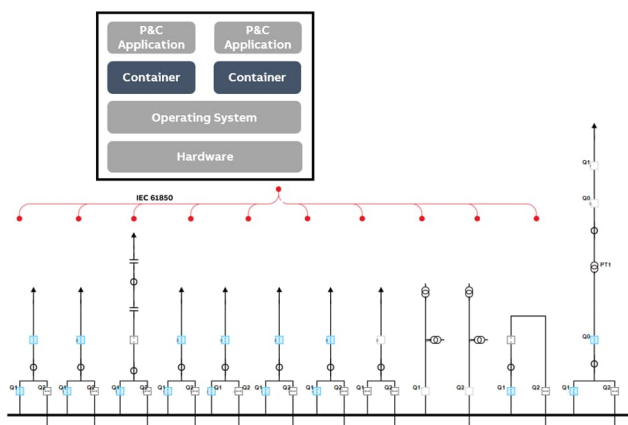 P&C
Application
P&C
Application
Container
Container
Operating System
Hardware
IEC 61850
Q1
Q0
PT1
Q0
Q1 Q2
Q1 Q2
Q1 Q2
Q1 Q2
Q1 Q2
Q1 Q2
Q1 Q2
Q1 Q2
Q1
Q2
Q1 Q2
Q1 Q2